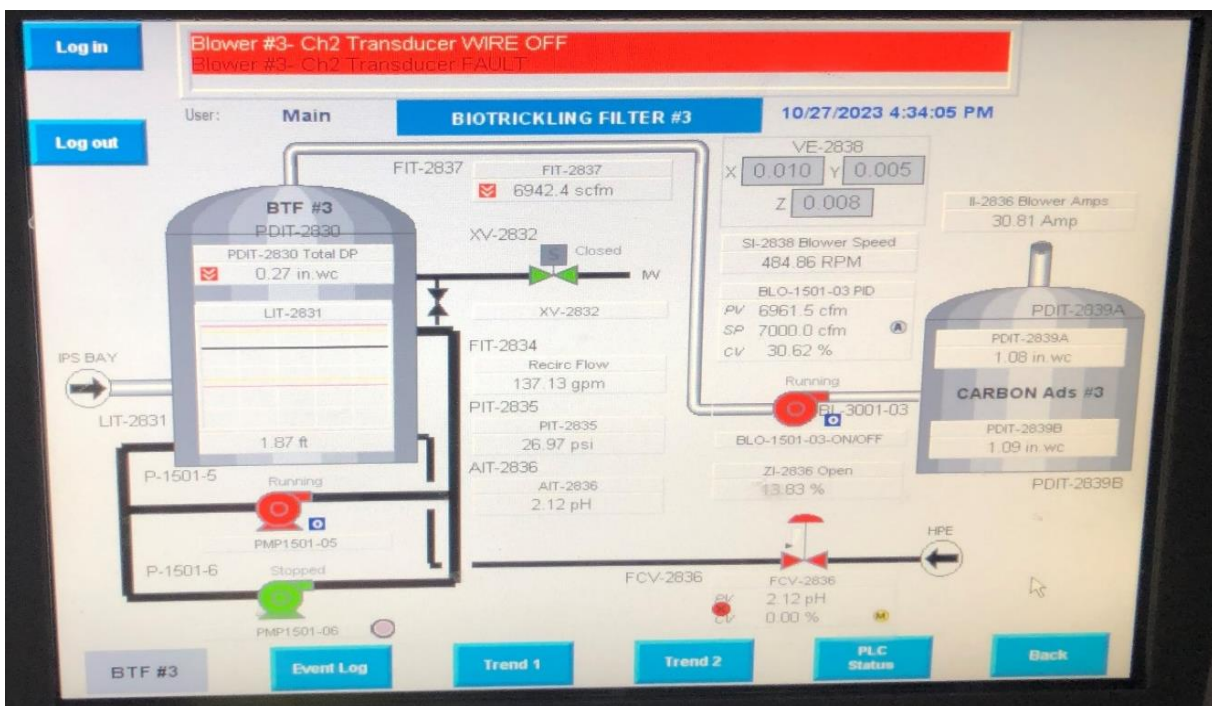 Log in
Blower #3- Ch2 Transducer WIRE OFF
Blower #3- Ch2 Transducer FAULT
User: Main
BIOTRICKLING FILTER #3
10/27/2023 4:34:05 PM
Log out
BTF #3
PDIT-2830
PDIT-2830 Total DP
0.27 in.wc
LIT-2831
1.87 ft
IPS BAY
LIT-2831
P-1501-5
Running
PMP1501-05
P-1501-6
Stopped
PMP1501-06
FIT-2837
FIT-2837
6942.4 scfm
XV-2832
S
Closed
XV-2832
FIT-2834
Recirc Flow
137.13 gpm
PIT-2835
PIT-2835
26.97 psi
AIT-2836
AIT-2836
2.12 pH
VE-2838
X 0.010 Y 0.005
Z 0.008
SI-2838 Blower Speed
484.86 RPM
BLO-1501-03 PID
PV 6961.5 cfm
SP 7000.0 cfm
A
CV 30.62 %
Running
BL-3001-03
BLO-1501-03-ON/OFF
II-2836 Blower Amps
30.81 Amp
PDIT-2839A
PDIT-2839A
1.08 in.wc
CARBON Ads #3
PDIT-2839B
1.09 in.wc
PDIT-2839B
ZI-2836 Open
13.83 %
HPE
FCV-2836
FCV-2836
PV 2.12 pH
CV 0.00 %
M
BTF #3
Event Log
Trend 1
Trend 2
PLC
Status
Back